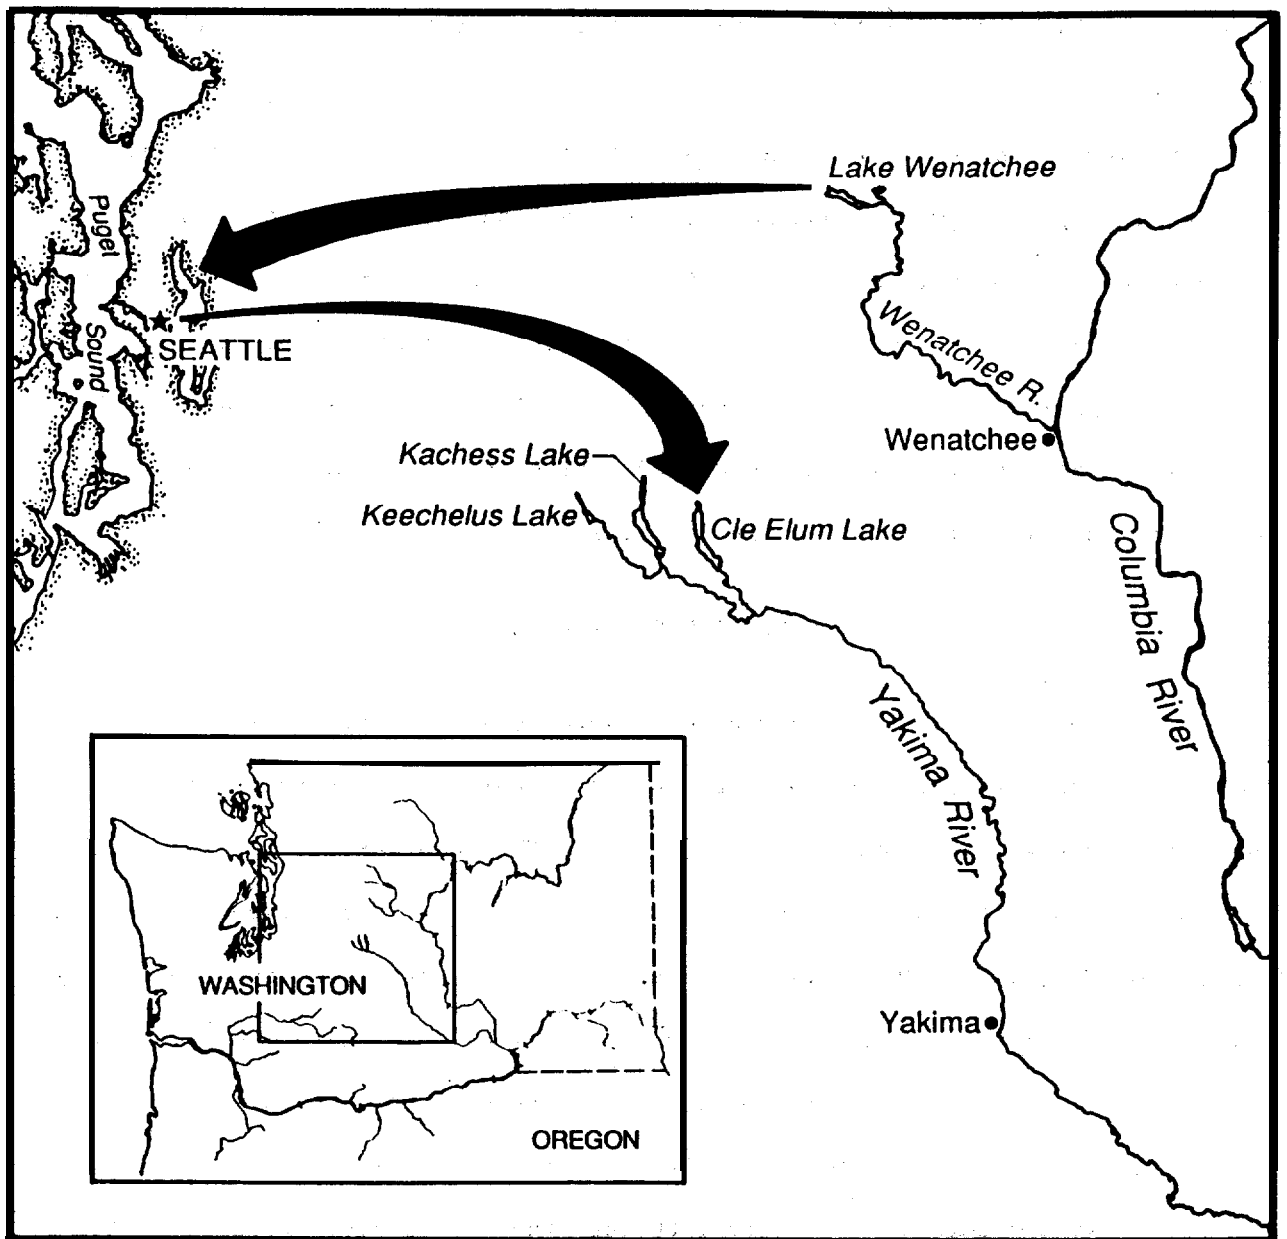 Lake Wenatchee
Puget
Sound
SEATTLE
Wenatchee R.
Wenatchee
Kachess Lake
Keechelus Lake
Cle Elum Lake
Columbia River
Yakima River
Yakima
WASHINGTON
OREGON